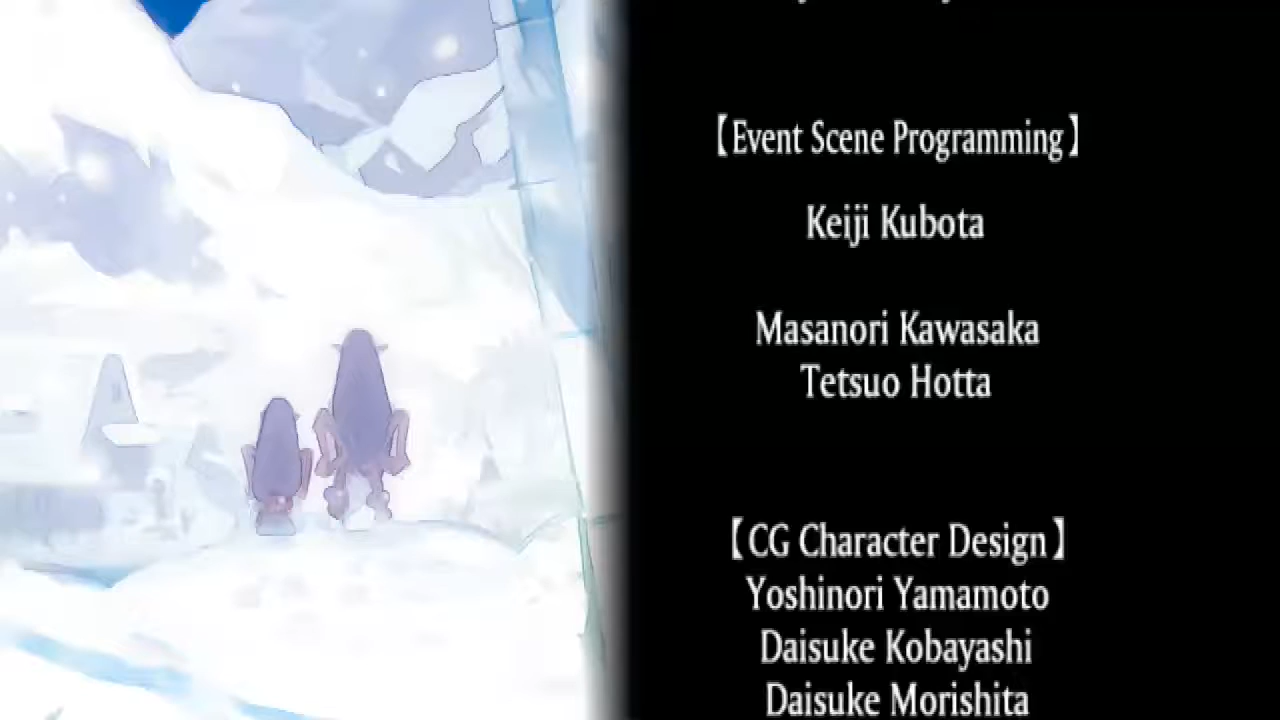 【Event Scene Programming】
Keiji Kubota
Masanori Kawasaka
Tetsuo Hotta
【CG Character Design】
Yoshinori Yamamoto
Daisuke Kobayashi
Daisuke Morishita